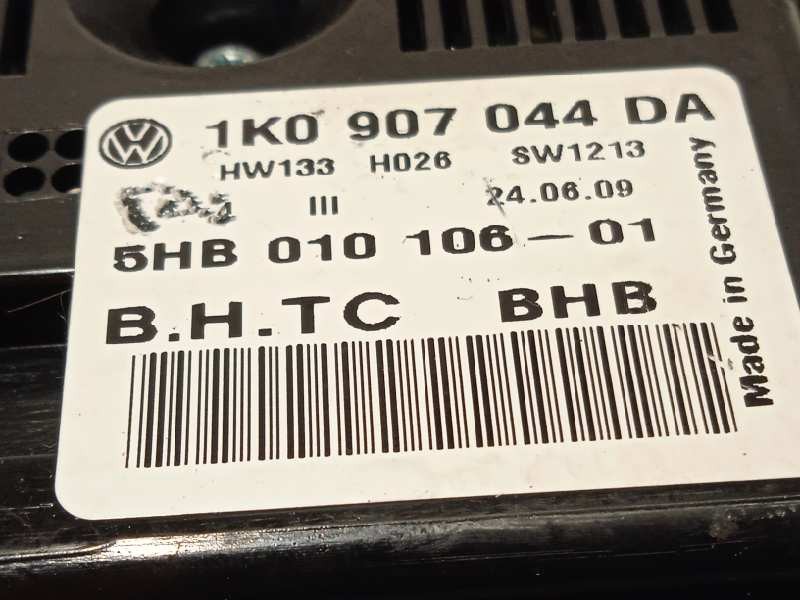 VW 1K0 907 044 DA
HW133 H026 SW1213
III 24.06.09
5HB 010 106-01
B.H.TC BHB
Made in Germany